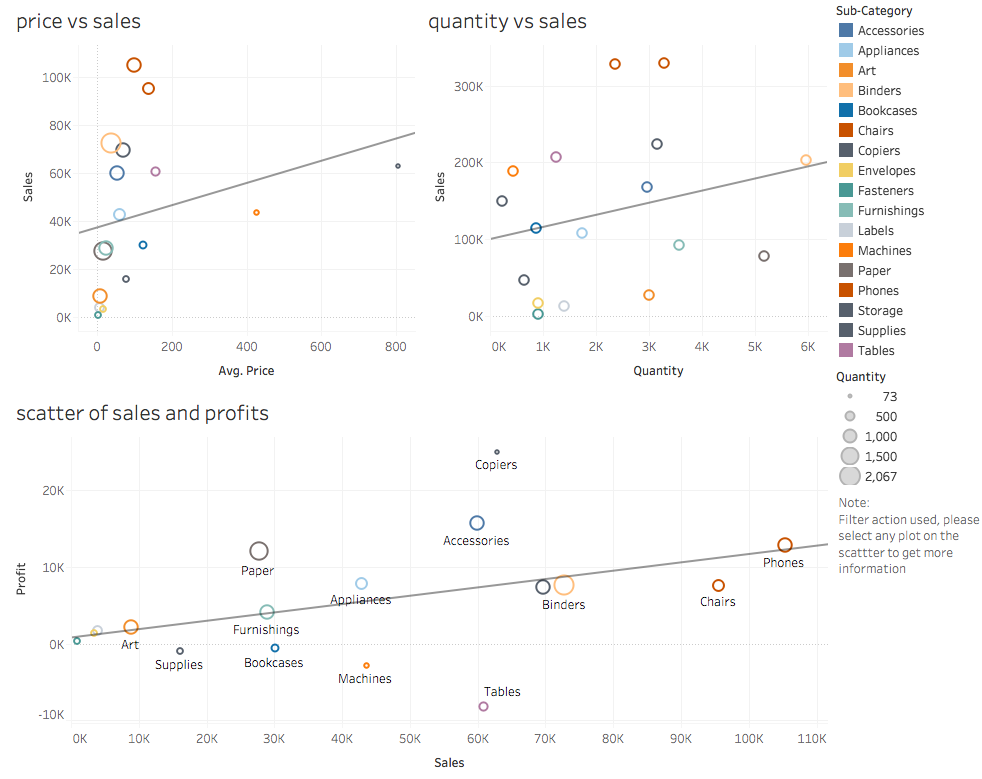 price vs sales
100K
80K
60K
40K
20K
0K
Sales
0
200
400
600
800
Avg. Price
quantity vs sales
300K
200K
100K
0K
Sales
0K
1K
2K
3K
4K
5K
6K
Quantity
Sub-Category
Accessories
Appliances
Art
Binders
Bookcases
Chairs
Copiers
Envelopes
Fasteners
Furnishings
Labels
Machines
Paper
Phones
Storage
Supplies
Tables
Quantity
73
500
1,000
1,500
2,067
Note:
Filter action used, please
select any plot on the
scattter to get more
information
scatter of sales and profits
20K
10K
0K
-10K
Profit
Copiers
Accessories
Paper
Phones
Appliances
Binders
Chairs
Furnishings
Art
Supplies
Bookcases
Machines
Tables
0K
10K
20K
30K
40K
50K
60K
70K
80K
90K
100K
110K
Sales